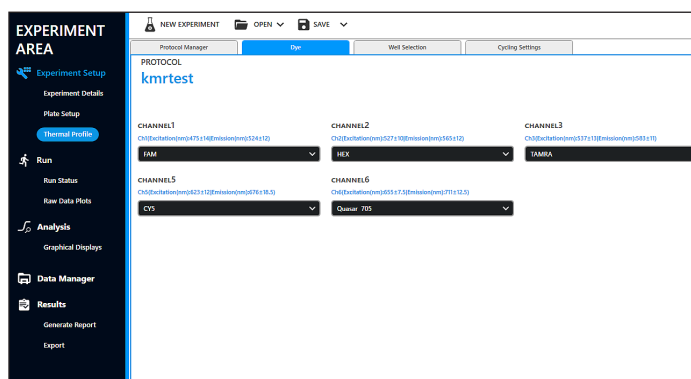 EXPERIMENT
AREA
Experiment Setup
Experiment Details
Plate Setup
Thermal Profile
Run
Run Status
Raw Data Plots
Analysis
Graphical Displays
Data Manager
Results
Generate Report
Export
NEW EXPERIMENT OPEN SAVE
Protocol Manager Dye Well Selection Cycling Settings
PROTOCOL
kmrtest
CHANNEL1 CHANNEL2 CHANNEL3
Ch1(Excitation(nm):475±14|Emission(nm):524±12) Ch2(Excitation(nm):527±10|Emission(nm):565±12) Ch3(Excitation(nm):537±13|Emission(nm):583±11)
FAM HEX TAMRA
CHANNEL5 CHANNEL6
Ch5(Excitation(nm):623±12|Emission(nm):676±18.5) Ch6(Excitation(nm):655±7.5|Emission(nm):711±12.5)
CY5 Quasar 705